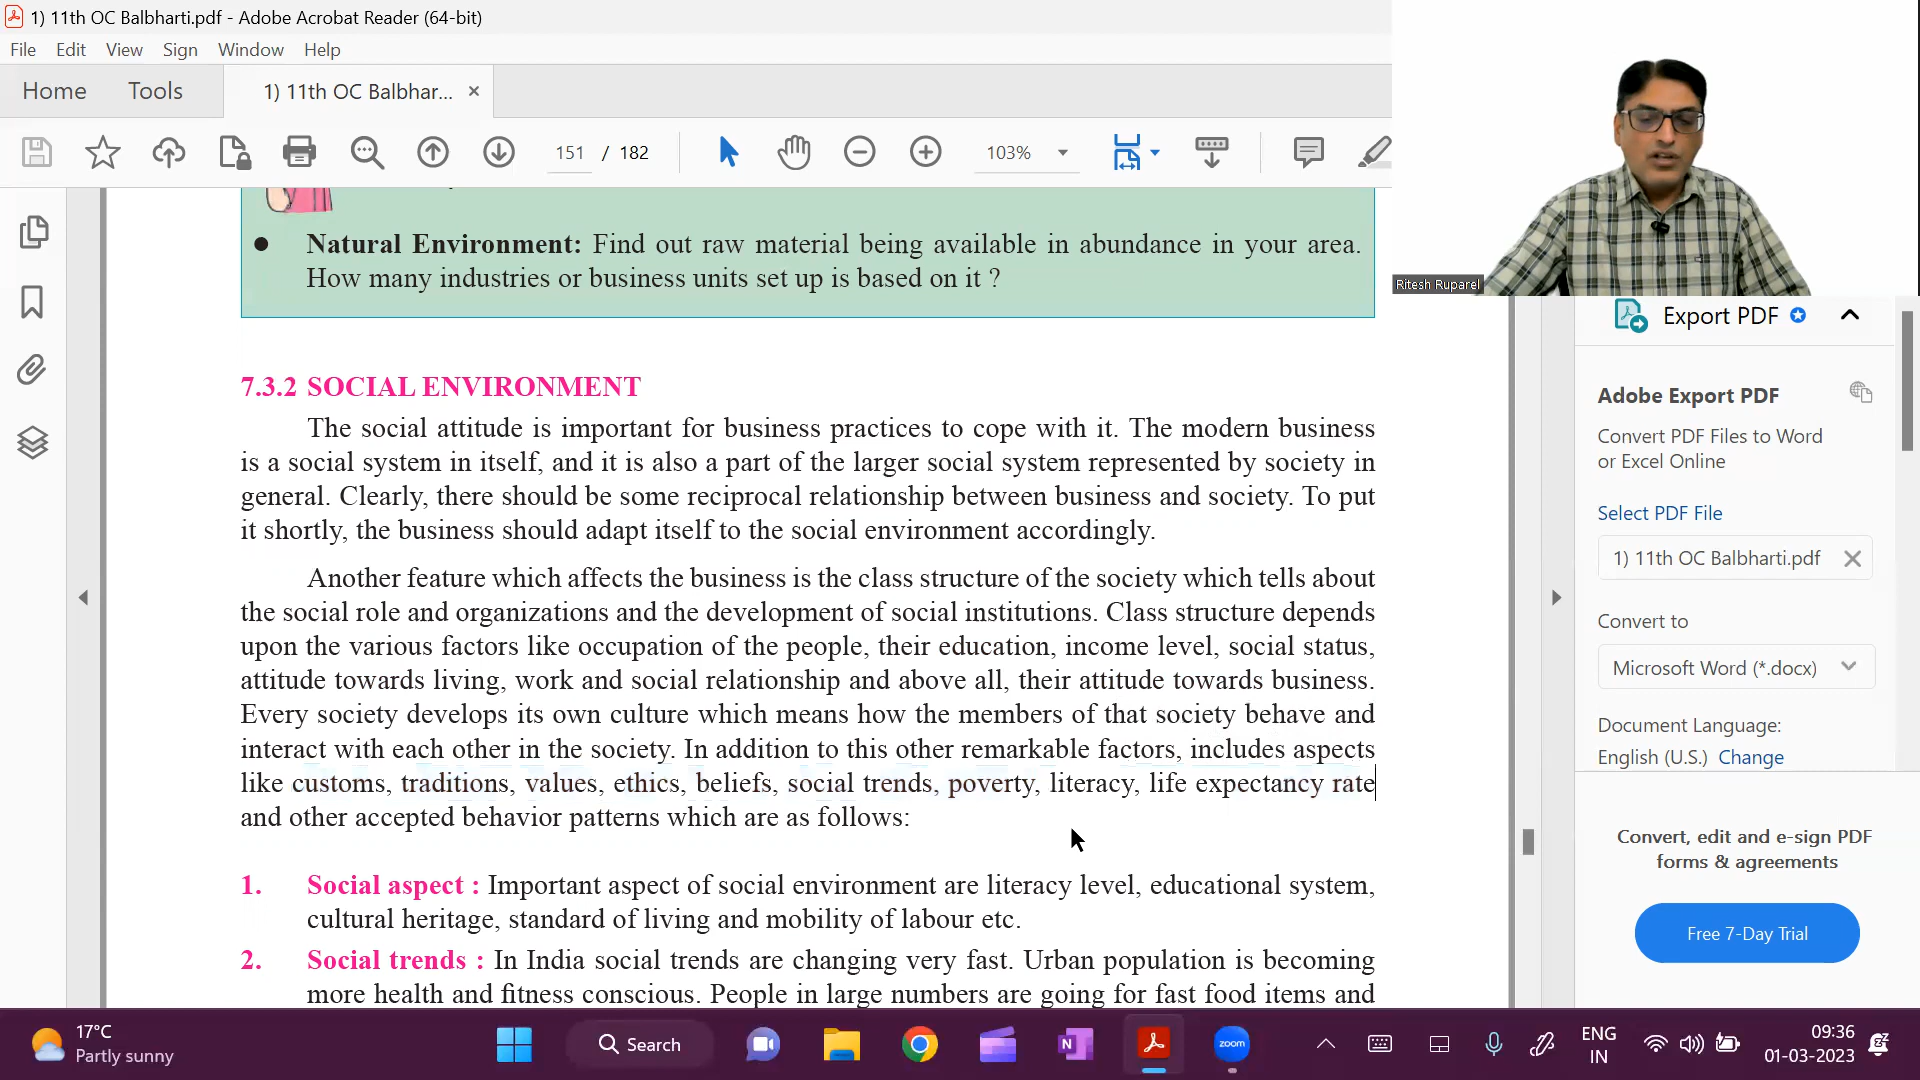 1) 11th OC Balbharti.pdf - Adobe Acrobat Reader (64-bit)
File Edit View Sign Window Help
Home Tools 1) 11th OC Balbhar... ×
151 / 182 103%
Ritesh Ruparel
● Natural Environment: Find out raw material being available in abundance in your area.
How many industries or business units set up is based on it ?
7.3.2 SOCIAL ENVIRONMENT
The social attitude is important for business practices to cope with it. The modern business
is a social system in itself, and it is also a part of the larger social system represented by society in
general. Clearly, there should be some reciprocal relationship between business and society. To put
it shortly, the business should adapt itself to the social environment accordingly.
Another feature which affects the business is the class structure of the society which tells about
the social role and organizations and the development of social institutions. Class structure depends
upon the various factors like occupation of the people, their education, income level, social status,
attitude towards living, work and social relationship and above all, their attitude towards business.
Every society develops its own culture which means how the members of that society behave and
interact with each other in the society. In addition to this other remarkable factors, includes aspects
like customs, traditions, values, ethics, beliefs, social trends, poverty, literacy, life expectancy rate
and other accepted behavior patterns which are as follows:
1. Social aspect : Important aspect of social environment are literacy level, educational system,
cultural heritage, standard of living and mobility of labour etc.
2. Social trends : In India social trends are changing very fast. Urban population is becoming
more health and fitness conscious. People in large numbers are going for fast food items and
Export PDF
Adobe Export PDF
Convert PDF Files to Word
or Excel Online
Select PDF File
1) 11th OC Balbharti.pdf
Convert to
Microsoft Word (*.docx)
Document Language:
English (U.S.) Change
Convert, edit and e-sign PDF
forms & agreements
Free 7-Day Trial
17°C
Partly sunny
Search
N
zoom
ENG
IN
09:36
01-03-2023